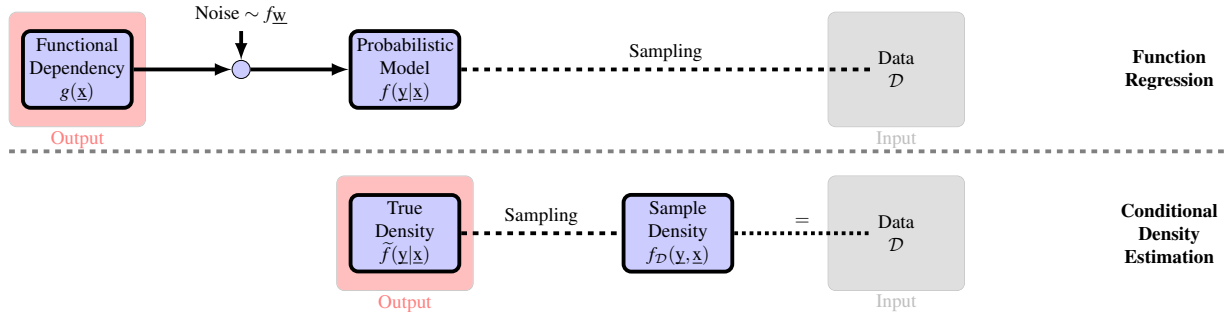 Noise ∼ f_w̲
Functional
Dependency
g(x̲)
Probabilistic
Model
f(y̲|x̲)
Sampling
Data
𝒟
Function
Regression
Output
Input
True
Density
f̃(y̲|x̲)
Sampling
Sample
Density
f_𝒟(y̲,x̲)
=
Data
𝒟
Conditional
Density
Estimation
Output
Input